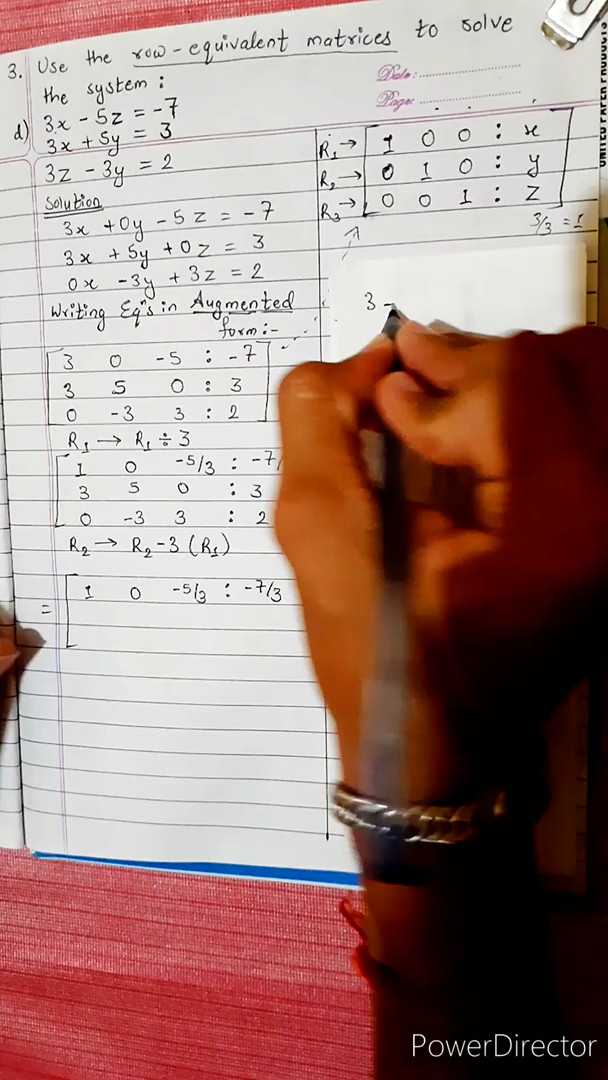 3. Use the row-equivalent matrices to solve
the system:
d) 3x - 5z = -7
3x + 5y = 3
3z - 3y = 2
Solution
3x + 0y - 5z = -7
3x + 5y + 0z = 3
0x - 3y + 3z = 2
Writing Eqⁿs in Augmented
form:-
3 0 -5 : -7
3 5 0 : 3
0 -3 3 : 2
R₁ → R₁ ÷ 3
1 0 -5/3 : -7/
3 5 0 : 3
0 -3 3 : 2
R₂ → R₂ - 3 (R₁)
= 1 0 -5/3 : -7/3
Date:
Page:
R₁→ 1 0 0 : x
R₂→ 0 1 0 : y
R₃→ 0 0 1 : z
3/3 = 1
3 -
UNITED PAPER PRODUCTS
PowerDirector